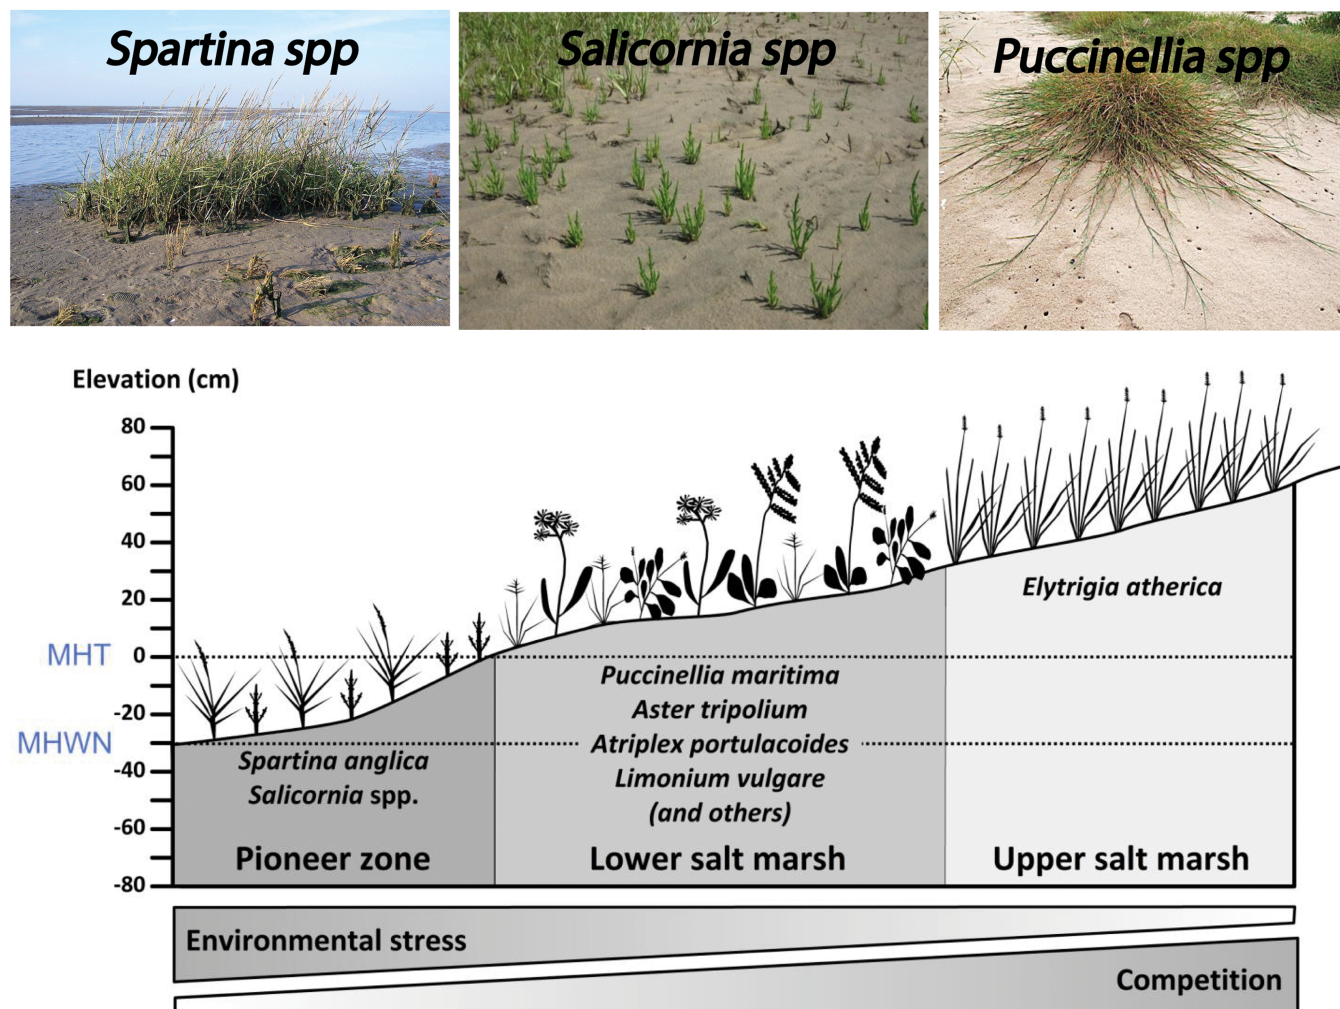 Spartina spp
Salicornia spp
Puccinellia spp
Elevation (cm)
80
60
40
20
MHT 0
-20
MHWN
-40
-60
-80
Elytrigia atherica
Puccinellia maritima
Aster tripolium
Atriplex portulacoides
Limonium vulgare
(and others)
Spartina anglica
Salicornia spp.
Pioneer zone
Lower salt marsh
Upper salt marsh
Environmental stress
Competition